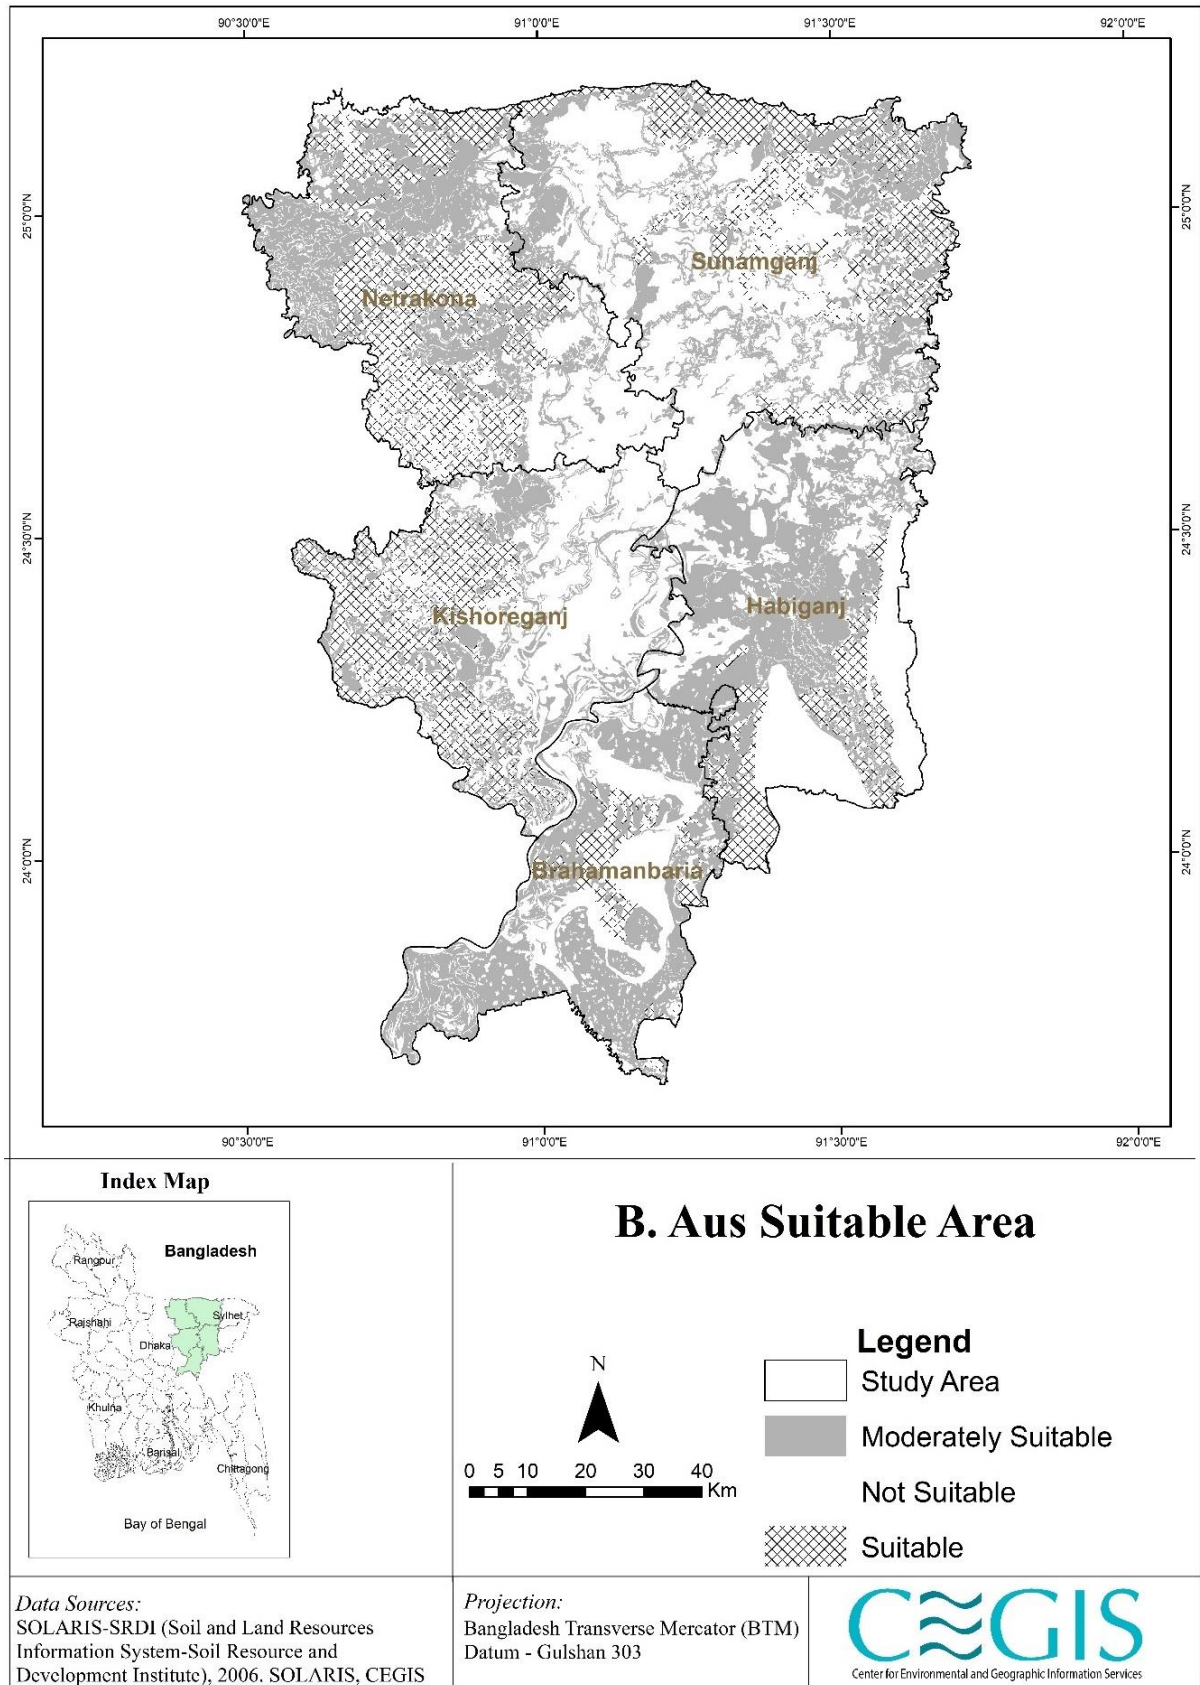 90°30'0"E
91°0'0"E
91°30'0"E
92°0'0"E
25°0'0"N
25°0'0"N
Sunamganj
Netrakona
24°30'0"N
24°30'0"N
Habiganj
Kishoreganj
24°0'0"N
24°0'0"N
Brahamanbaria
90°30'0"E
91°0'0"E
91°30'0"E
92°0'0"E
Index Map
Bangladesh
Rangpur
Rajshahi
Sylhet
Dhaka
Khulna
Barisal
Chittagong
Bay of Bengal
B. Aus Suitable Area
N
0 5 10 20 30 40
Km
Legend
Study Area
Moderately Suitable
Not Suitable
Suitable
Data Sources:
SOLARIS-SRDI (Soil and Land Resources
Information System-Soil Resource and
Development Institute), 2006. SOLARIS, CEGIS
Projection:
Bangladesh Transverse Mercator (BTM)
Datum - Gulshan 303
CEGIS
Center for Environmental and Geographic Information Services